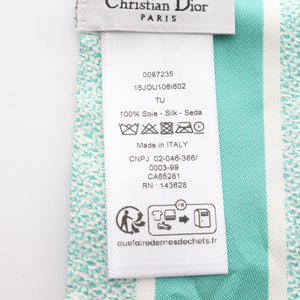 Christian Dior
PARIS
0087235
15JOU106I602
TU
100% Soie - Silk - Seda
Made in ITALY
CNPJ 02-046-366/
0003-99
CA65281
RN : 143628
FR
quefairedemesdechets.fr